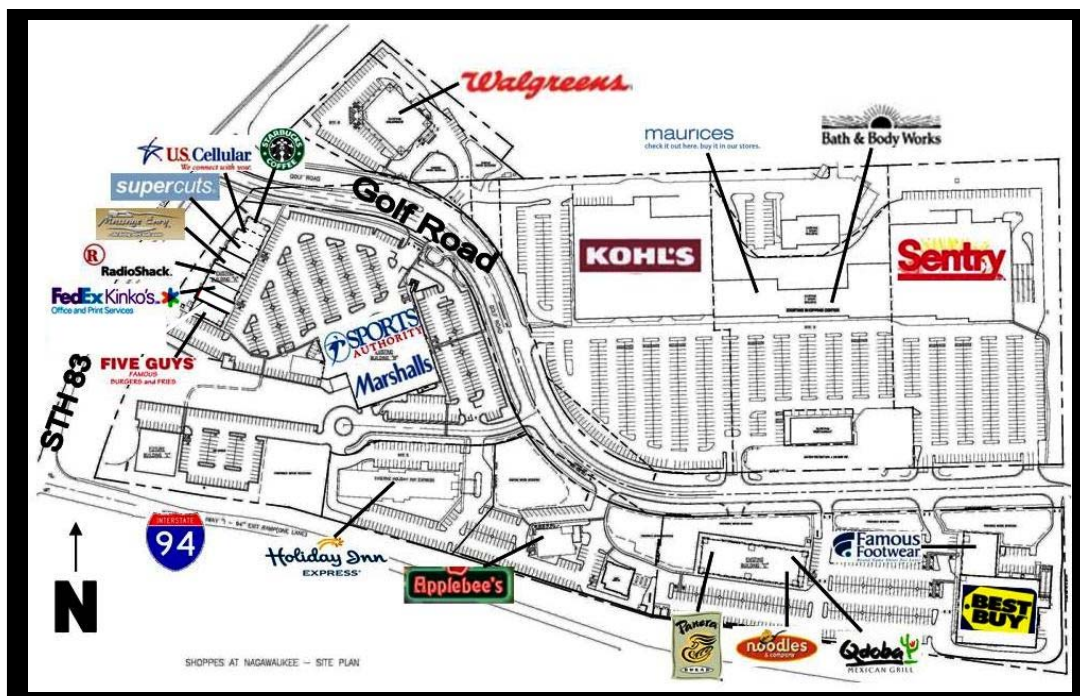 Walgreens
maurices
check it out here. buy it in our stores.
Bath & Body Works
STARBUCKS
COFFEE
U.S. Cellular
We connect with you.
supercuts.
GOLF ROAD
Golf Road
KOHL'S
Sentry
R
RadioShack.
FedEx Kinko's
Office and Print Services
SPORTS
AUTHORITY
Marshalls
FIVE GUYS
FAMOUS
BURGERS and FRIES
STH 83
INTERSTATE
94
Holiday Inn
EXPRESS
Applebee's
Famous
Footwear
BEST
BUY
Panera
BREAD
noodles
& company
Qdoba
MEXICAN GRILL
N
SHOPPES AT NAGAWAUKEE – SITE PLAN